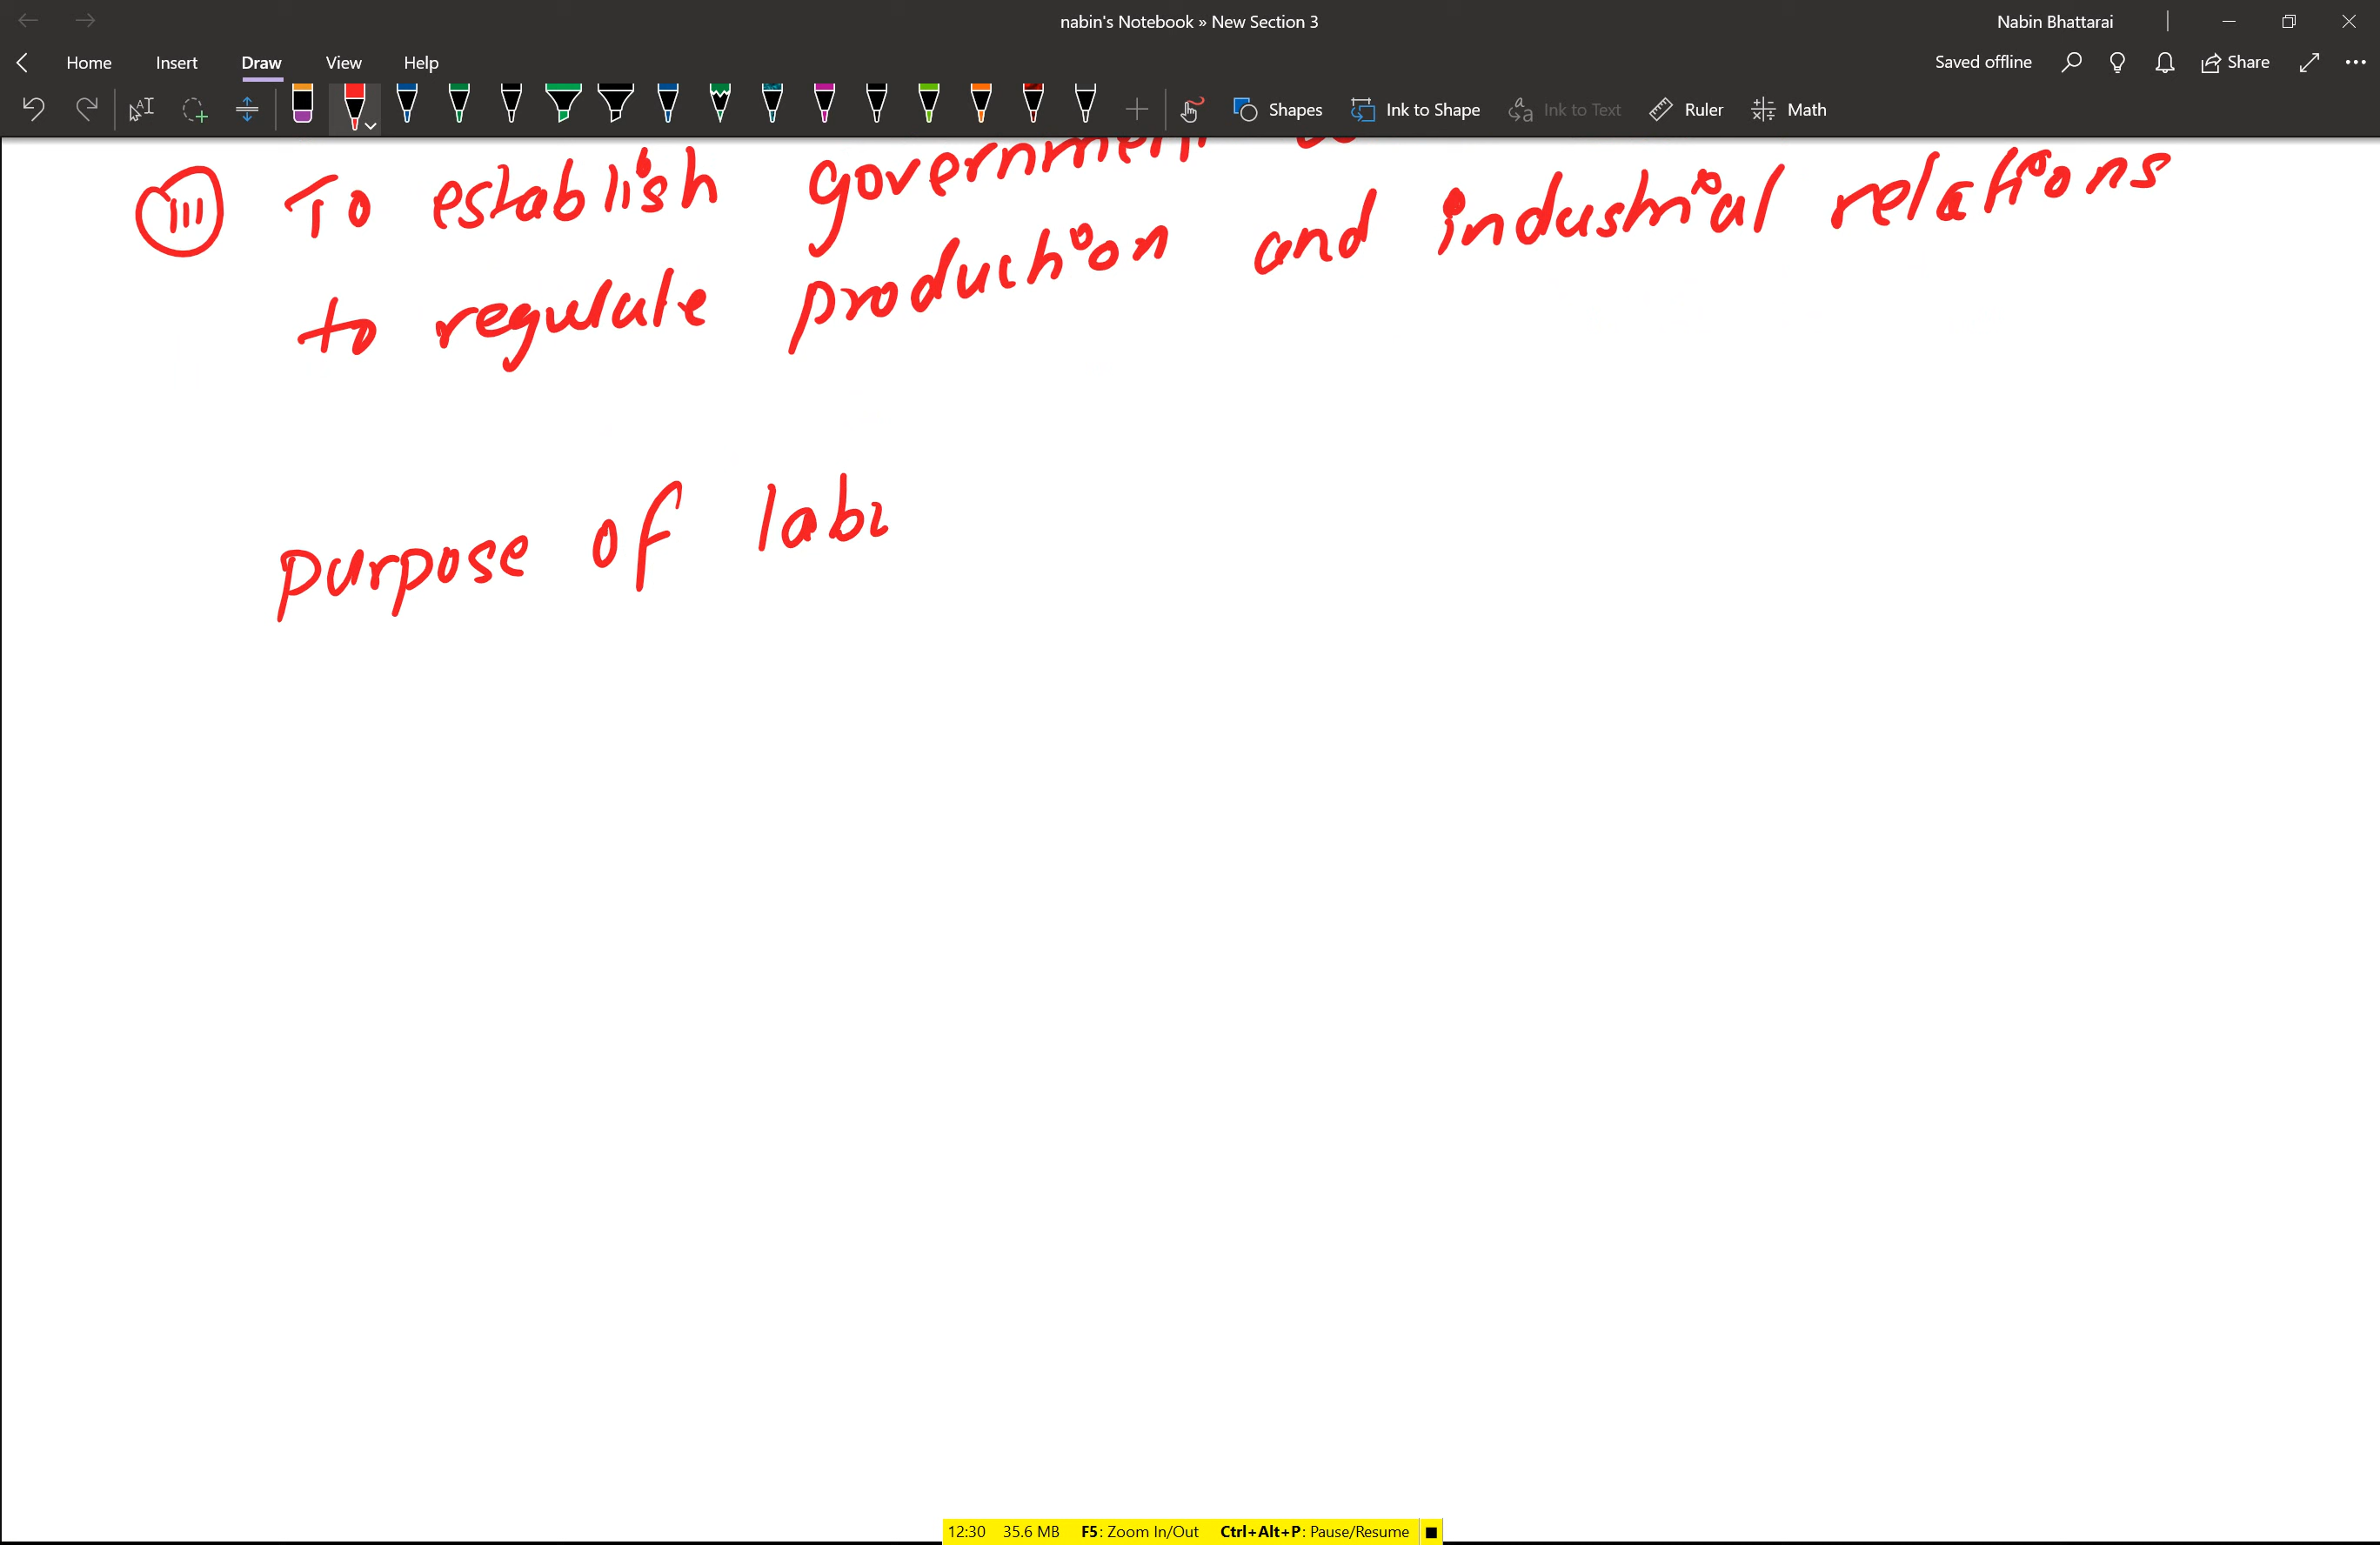 nabin's Notebook » New Section 3
Nabin Bhattarai
Home Insert Draw View Help
Saved offline
Share
Shapes Ink to Shape Ink to Text Ruler Math
(III) To establish government
to regulate production and industrial relations
purpose of labo
12:30 35.6 MB F5: Zoom In/Out Ctrl+Alt+P: Pause/Resume